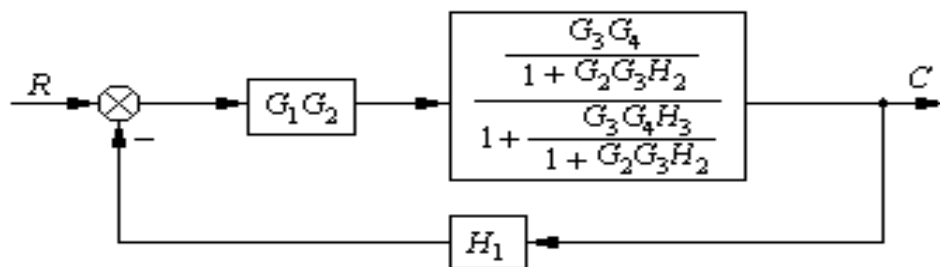 G₃G₄
1 + G₂G₃H₂
R
G₁G₂
C
1 + G₃G₄H₃
1 + G₂G₃H₂
−
H₁